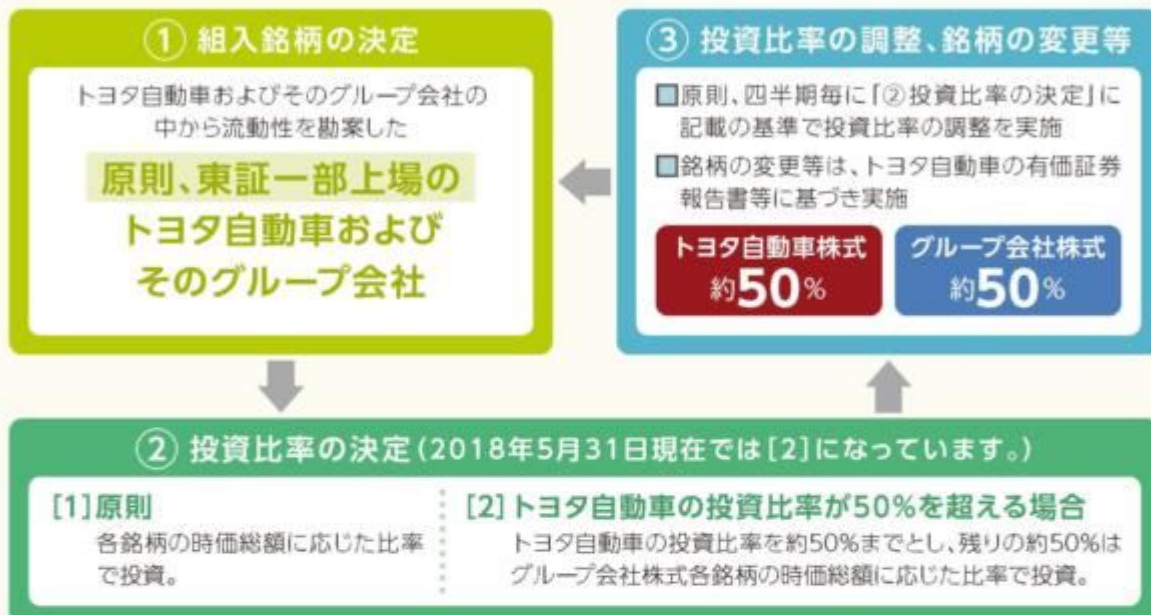 ① 組入銘柄の決定
トヨタ自動車およびそのグループ会社の
中から流動性を勘案した
原則、東証一部上場の
トヨタ自動車および
そのグループ会社
③ 投資比率の調整、銘柄の変更等
原則、四半期毎に「②投資比率の決定」に
記載の基準で投資比率の調整を実施
銘柄の変更等は、トヨタ自動車の有価証券
報告書等に基づき実施
トヨタ自動車株式
約50%
グループ会社株式
約50%
② 投資比率の決定(2018年5月31日現在では[2]になっています。)
[1]原則
各銘柄の時価総額に応じた比率
で投資。
[2]トヨタ自動車の投資比率が50%を超える場合
トヨタ自動車の投資比率を約50%までとし、残りの約50%は
グループ会社株式各銘柄の時価総額に応じた比率で投資。